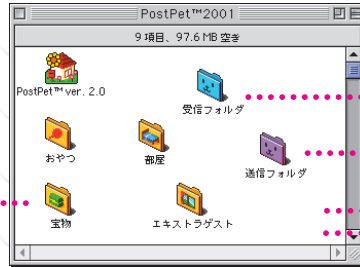 PostPet™2001
9項目、97.6 MB 空き
PostPet™ ver. 2.0
受信フォルダ
おやつ
部屋
送信フォルダ
宝物
エキストラゲスト